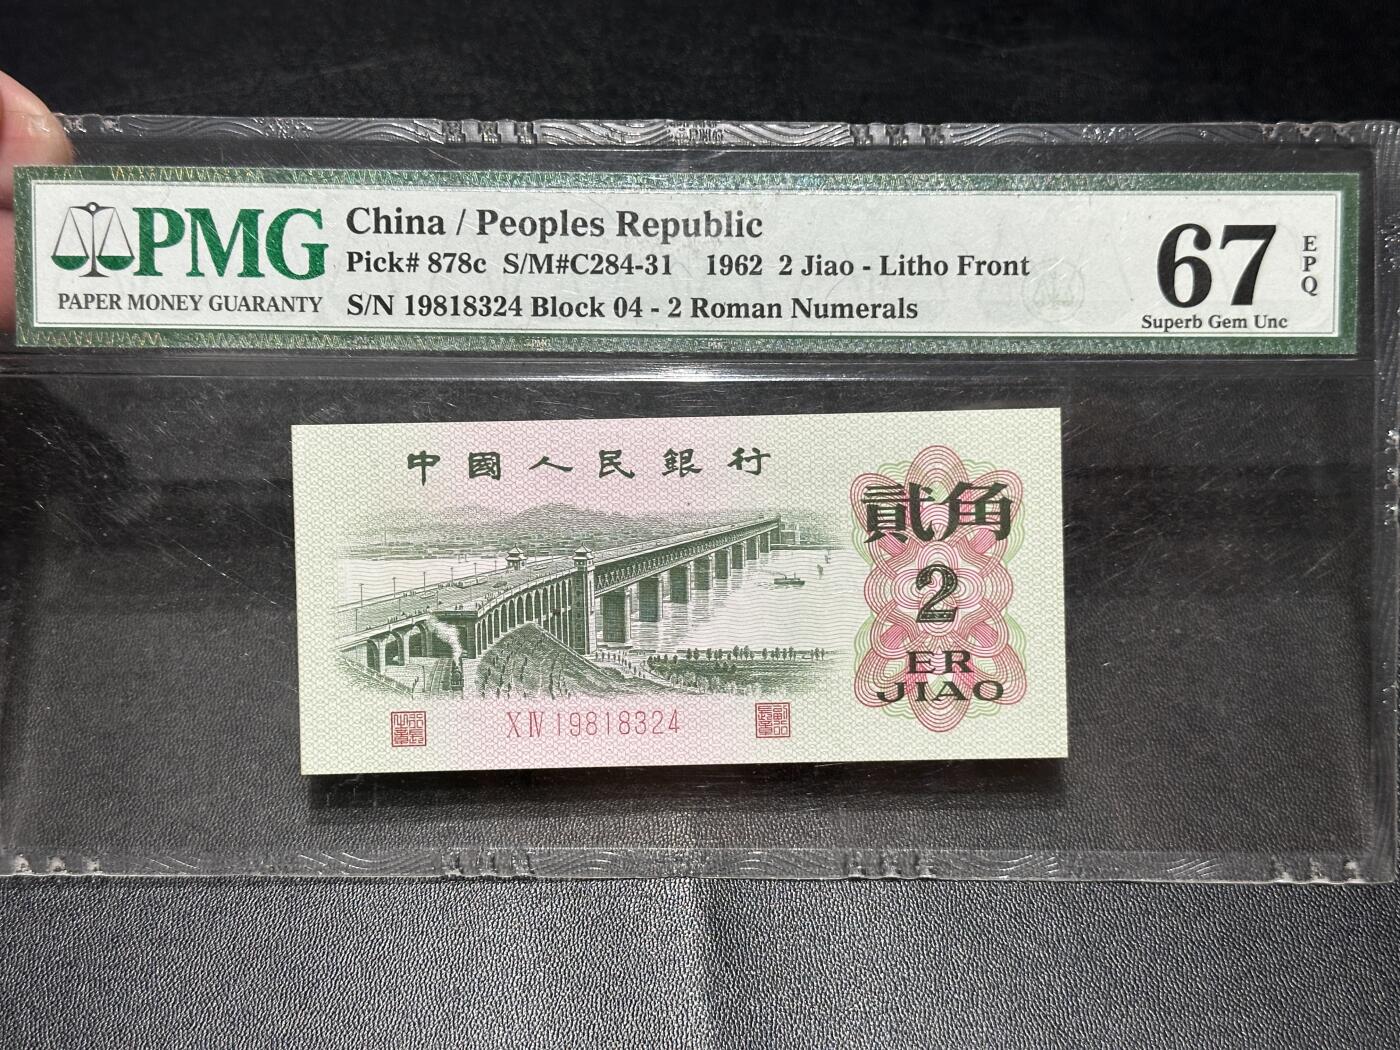 PMG
PAPER MONEY GUARANTY
China / Peoples Republic
Pick# 878c S/M#C284-31 1962 2 Jiao - Litho Front
S/N 19818324 Block 04 - 2 Roman Numerals
67
EPQ
Superb Gem Unc
中國人民銀行
貳角
2
ER
JIAO
X IV 19818324